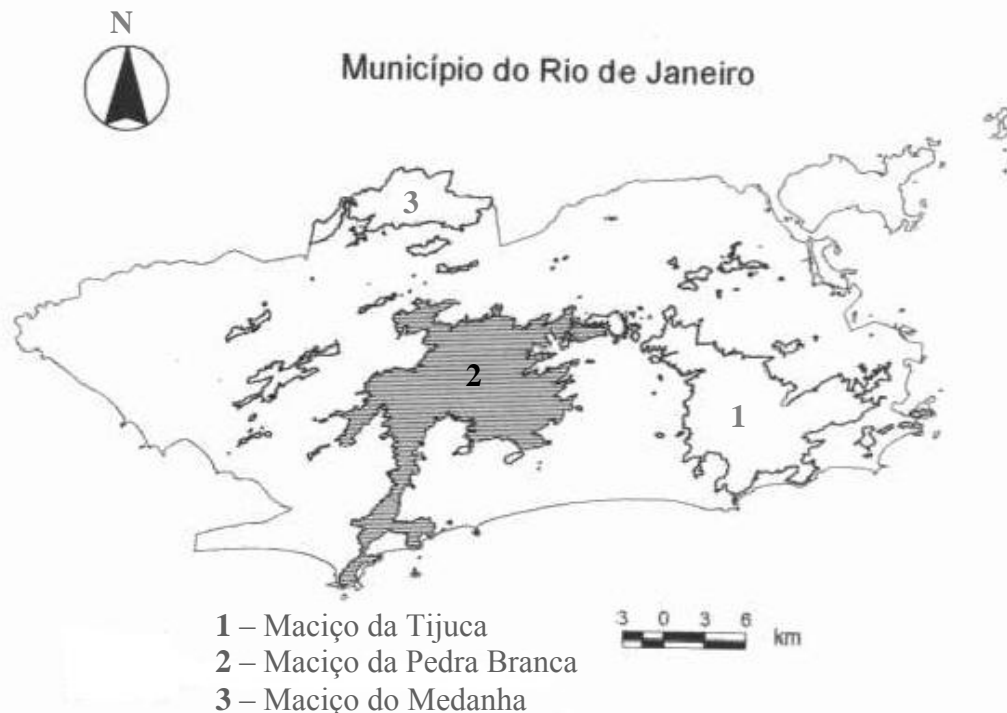 N
Município do Rio de Janeiro
3
2
1
3 0 3 6
km
1 – Maciço da Tijuca
2 – Maciço da Pedra Branca
3 – Maciço do Medanha